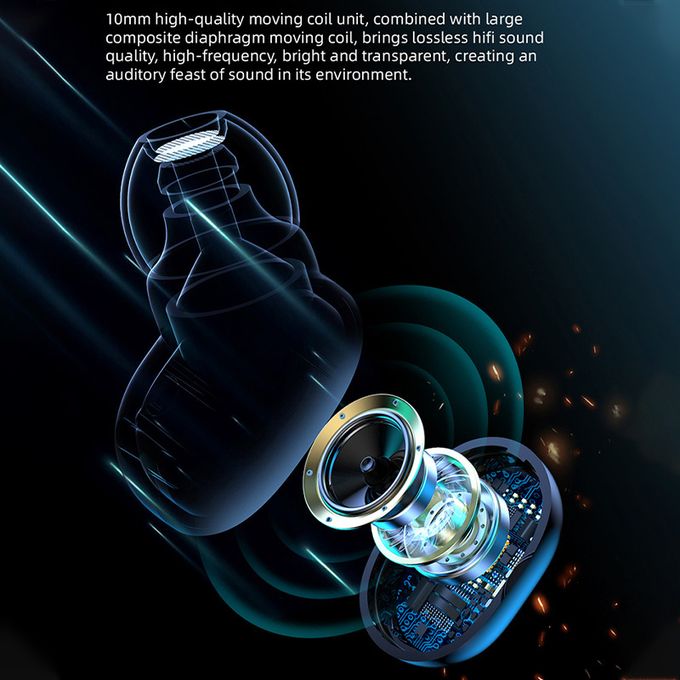 10mm high-quality moving coil unit, combined with large
composite diaphragm moving coil, brings lossless hifi sound
quality, high-frequency, bright and transparent, creating an
auditory feast of sound in its environment.